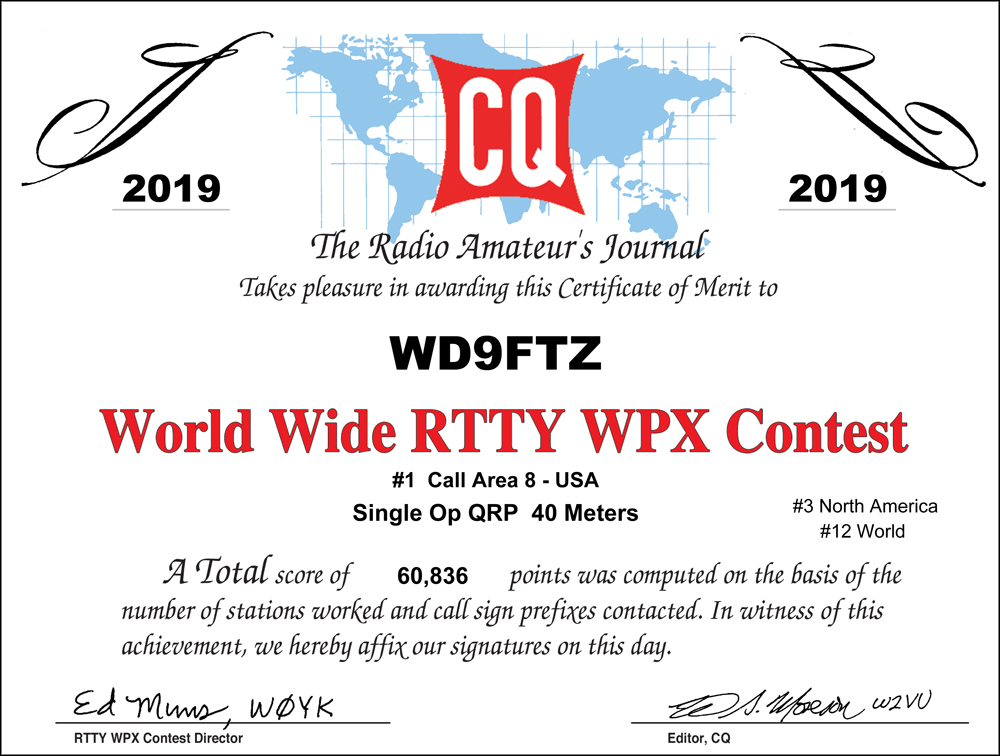 CQ
2019
2019
The Radio Amateur's Journal
Takes pleasure in awarding this Certificate of Merit to
WD9FTZ
World Wide RTTY WPX Contest
#1 Call Area 8 - USA
Single Op QRP 40 Meters
#3 North America
#12 World
A Total score of 60,836 points was computed on the basis of the
number of stations worked and call sign prefixes contacted. In witness of this
achievement, we hereby affix our signatures on this day.
Ed Muns, WØYK
RTTY WPX Contest Director
W2VU
Editor, CQ